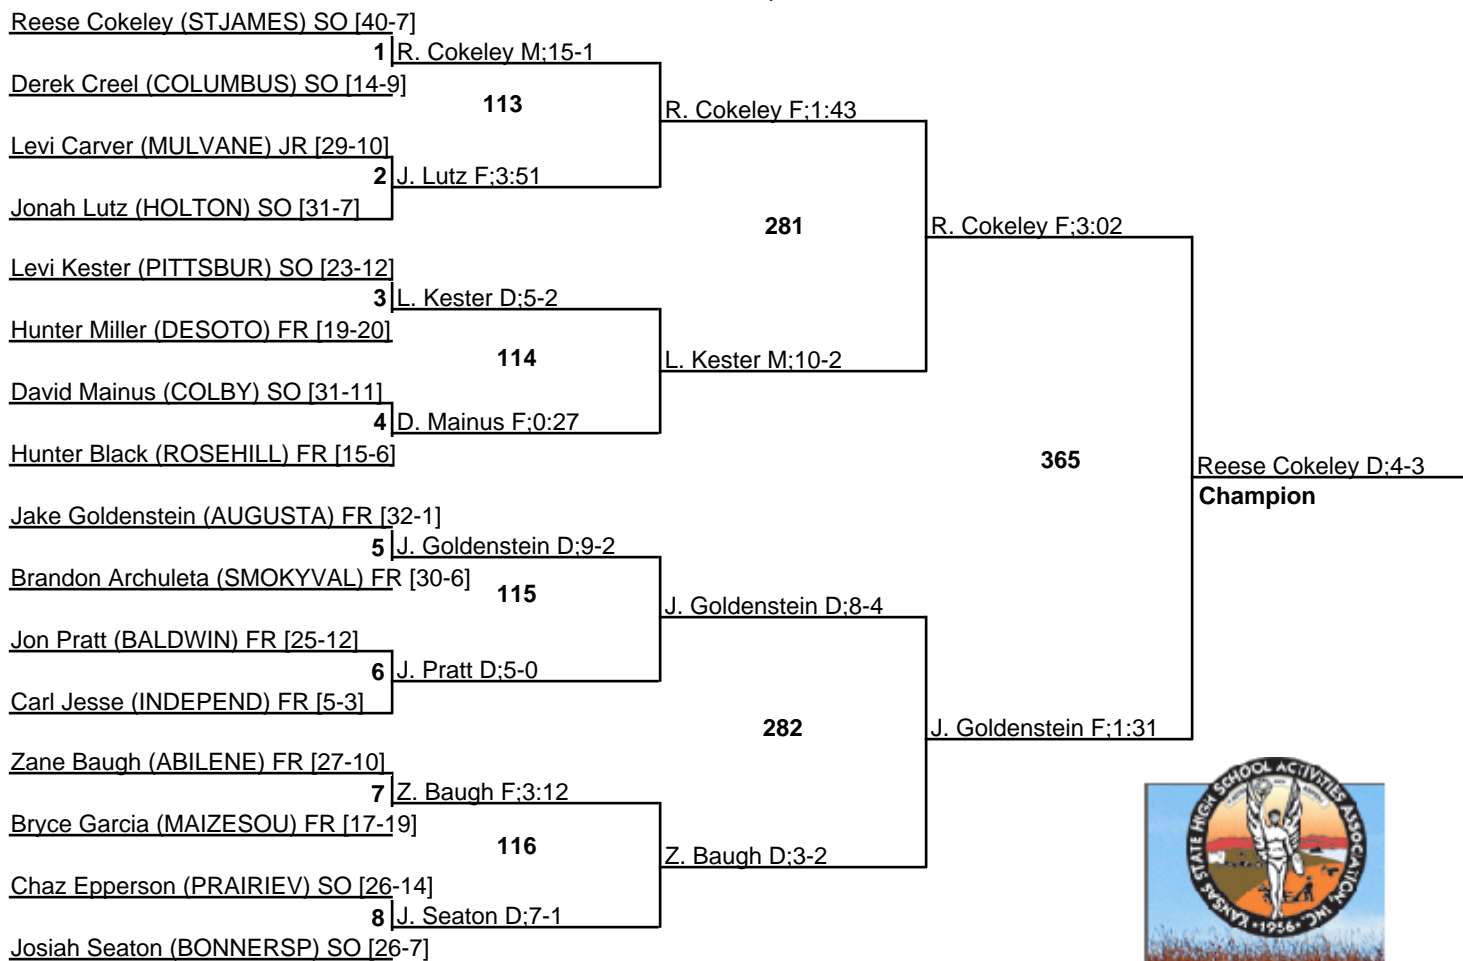 Reese Cokeley (STJAMES) SO [40-7]
1 R. Cokeley M;15-1
Derek Creel (COLUMBUS) SO [14-9]
113
R. Cokeley F;1:43
Levi Carver (MULVANE) JR [29-10]
2 J. Lutz F;3:51
Jonah Lutz (HOLTON) SO [31-7]
281
R. Cokeley F;3:02
Levi Kester (PITTSBUR) SO [23-12]
3 L. Kester D;5-2
Hunter Miller (DESOTO) FR [19-20]
114
L. Kester M;10-2
David Mainus (COLBY) SO [31-11]
4 D. Mainus F;0:27
Hunter Black (ROSEHILL) FR [15-6]
365
Reese Cokeley D;4-3
Champion
Jake Goldenstein (AUGUSTA) FR [32-1]
5 J. Goldenstein D;9-2
Brandon Archuleta (SMOKYVAL) FR [30-6]
115
J. Goldenstein D;8-4
Jon Pratt (BALDWIN) FR [25-12]
6 J. Pratt D;5-0
Carl Jesse (INDEPEND) FR [5-3]
282
J. Goldenstein F;1:31
Zane Baugh (ABILENE) FR [27-10]
7 Z. Baugh F;3:12
Bryce Garcia (MAIZESOU) FR [17-19]
116
Z. Baugh D;3-2
Chaz Epperson (PRAIRIEV) SO [26-14]
8 J. Seaton D;7-1
Josiah Seaton (BONNERSP) SO [26-7]
KANSAS STATE HIGH SCHOOL ACTIVITIES ASSOCIATION, INC.
•1956•